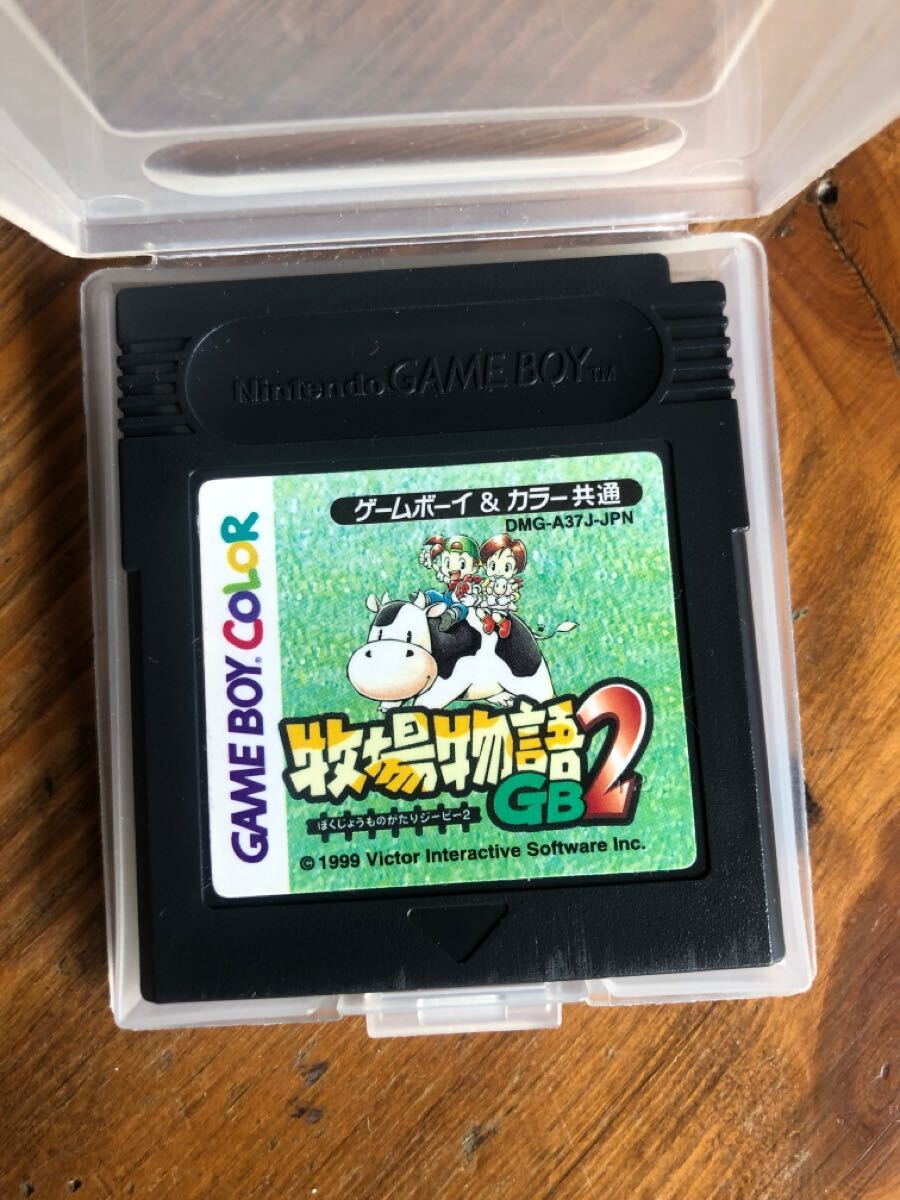 Nintendo GAME BOY™
ゲームボーイ & カラー共通
DMG-A37J-JPN
GAME BOY COLOR
牧場物語
GB2
ぼくじょうものがたりジービー2
© 1999 Victor Interactive Software Inc.